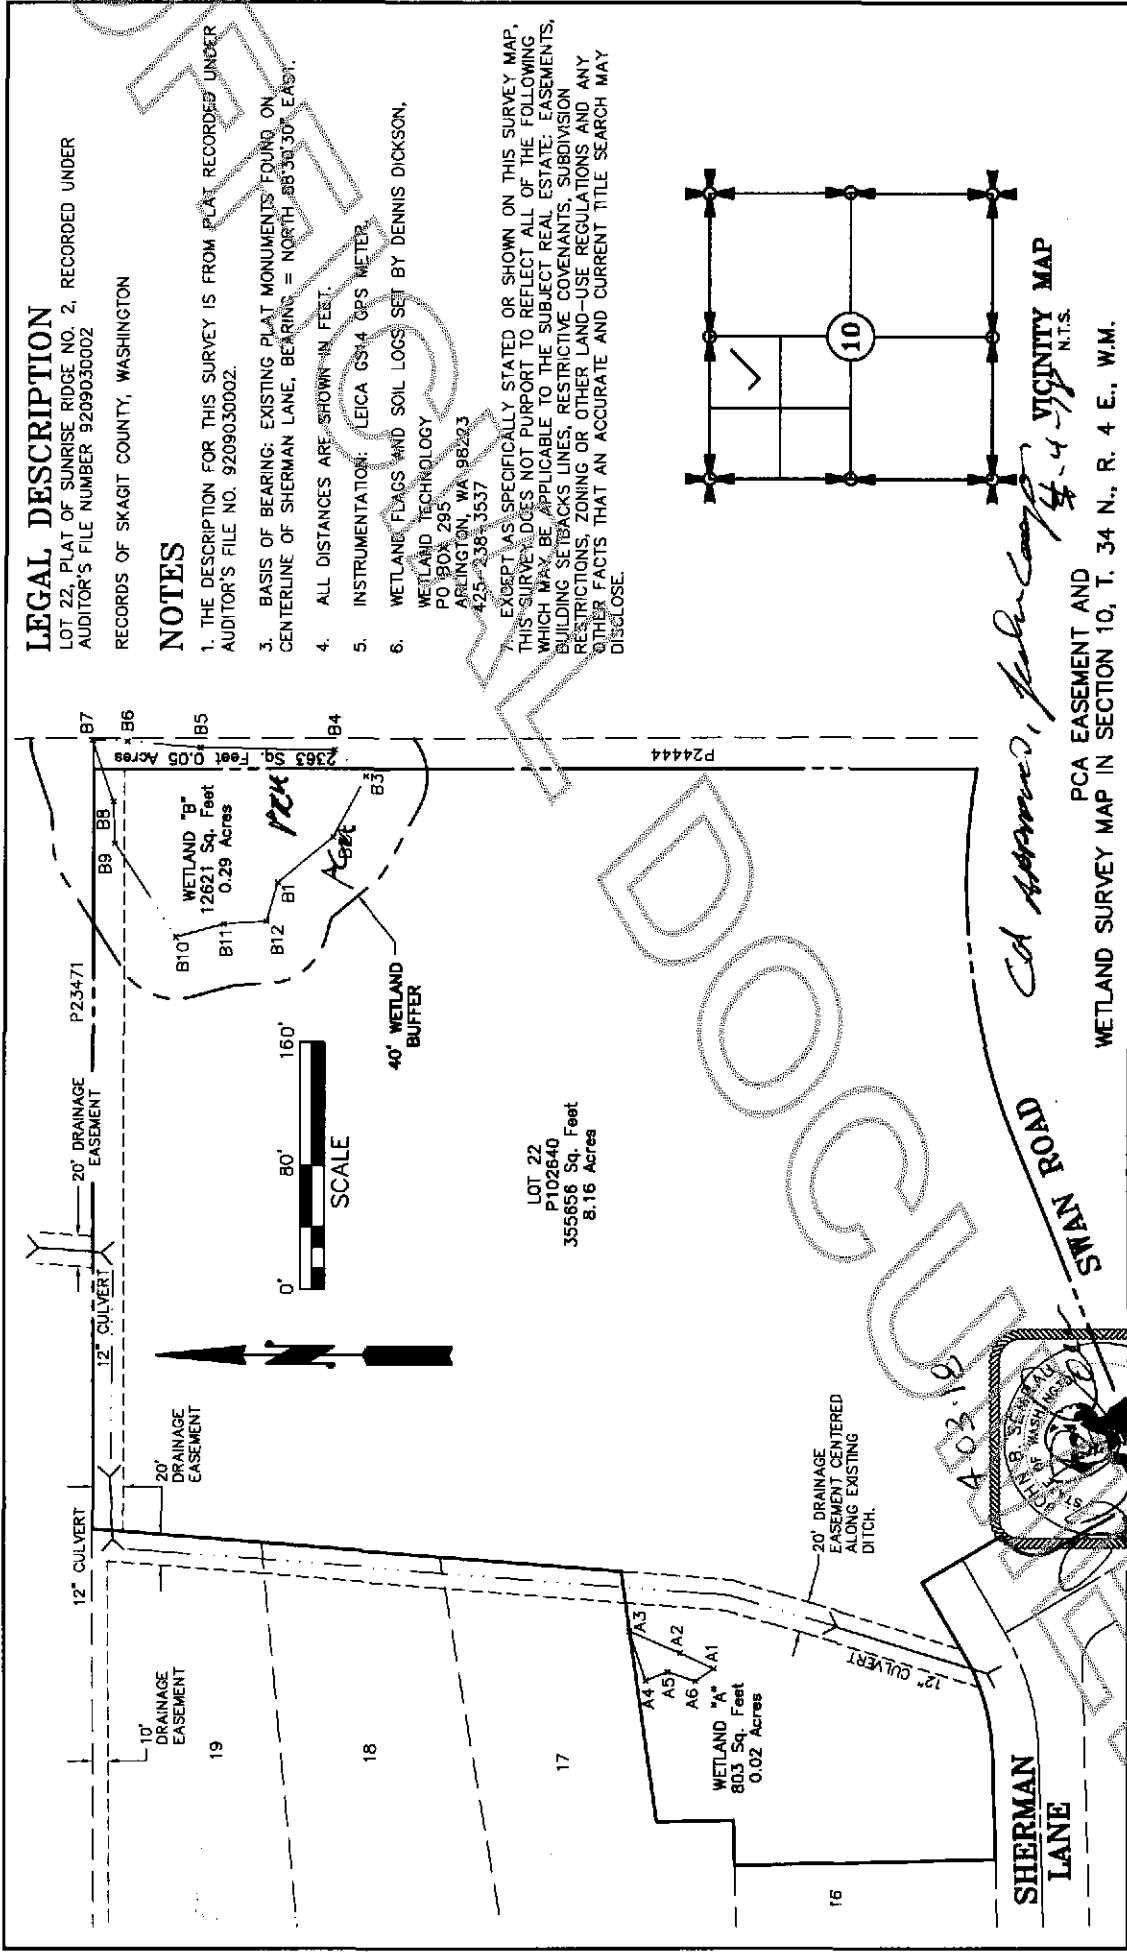 LEGAL DESCRIPTION
LOT 22, PLAT OF SUNRISE RIDGE NO. 2, RECORDED UNDER
AUDITOR'S FILE NUMBER 9209030002
RECORDS OF SKAGIT COUNTY, WASHINGTON
NOTES
1. THE DESCRIPTION FOR THIS SURVEY IS FROM PLAT RECORDED UNDER
AUDITOR'S FILE NO. 9209030002.
3. BASIS OF BEARING: EXISTING PLAT MONUMENTS FOUND ON
CENTERLINE OF SHERMAN LANE, BEARING = NORTH 88°30'30" EAST.
4. ALL DISTANCES ARE SHOWN IN FEET.
5. INSTRUMENTATION: LEICA GS14 GPS METER.
6. WETLAND FLAGS AND SOIL LOGS SET BY DENNIS DICKSON,
WETLAND TECHNOLOGY
PO BOX 295
ARLINGTON, WA 98223
425-238-3537
7. EXCEPT AS SPECIFICALLY STATED OR SHOWN ON THIS SURVEY MAP,
THIS SURVEY DOES NOT PURPORT TO REFLECT ALL OF THE FOLLOWING
WHICH MAY BE APPLICABLE TO THE SUBJECT REAL ESTATE: EASEMENTS,
BUILDING SETBACKS LINES, RESTRICTIVE COVENANTS, SUBDIVISION
RESTRICTIONS, ZONING OR OTHER LAND-USE REGULATIONS AND ANY
OTHER FACTS THAT AN ACCURATE AND CURRENT TITLE SEARCH MAY
DISCLOSE.
10
VICINITY MAP
N.T.S.
PCA EASEMENT AND
WETLAND SURVEY MAP IN SECTION 10, T. 34 N., R. 4 E., W.M.
12" CULVERT
20' DRAINAGE
EASEMENT
P23471
B7
B6
B5
B4
B3
B8
B9
B10
B11
B12
B1
2363 Sq. Feet 0.05 Acres
P24444
WETLAND "B"
12621 Sq. Feet
0.29 Acres
PCA
40' WETLAND
BUFFER
12" CULVERT
20'
DRAINAGE
EASEMENT
10'
DRAINAGE
EASEMENT
0'
80'
160'
SCALE
LOT 22
P102640
355656 Sq. Feet
8.16 Acres
19
18
17
16
A3
A2
A1
A4
A5
A6
WETLAND "A"
803 Sq. Feet
0.02 Acres
20' DRAINAGE
EASEMENT CENTERED
ALONG EXISTING
DITCH.
12" CULVERT
SHERMAN
LANE
SWAN ROAD
OFFICIAL DOCUMENT